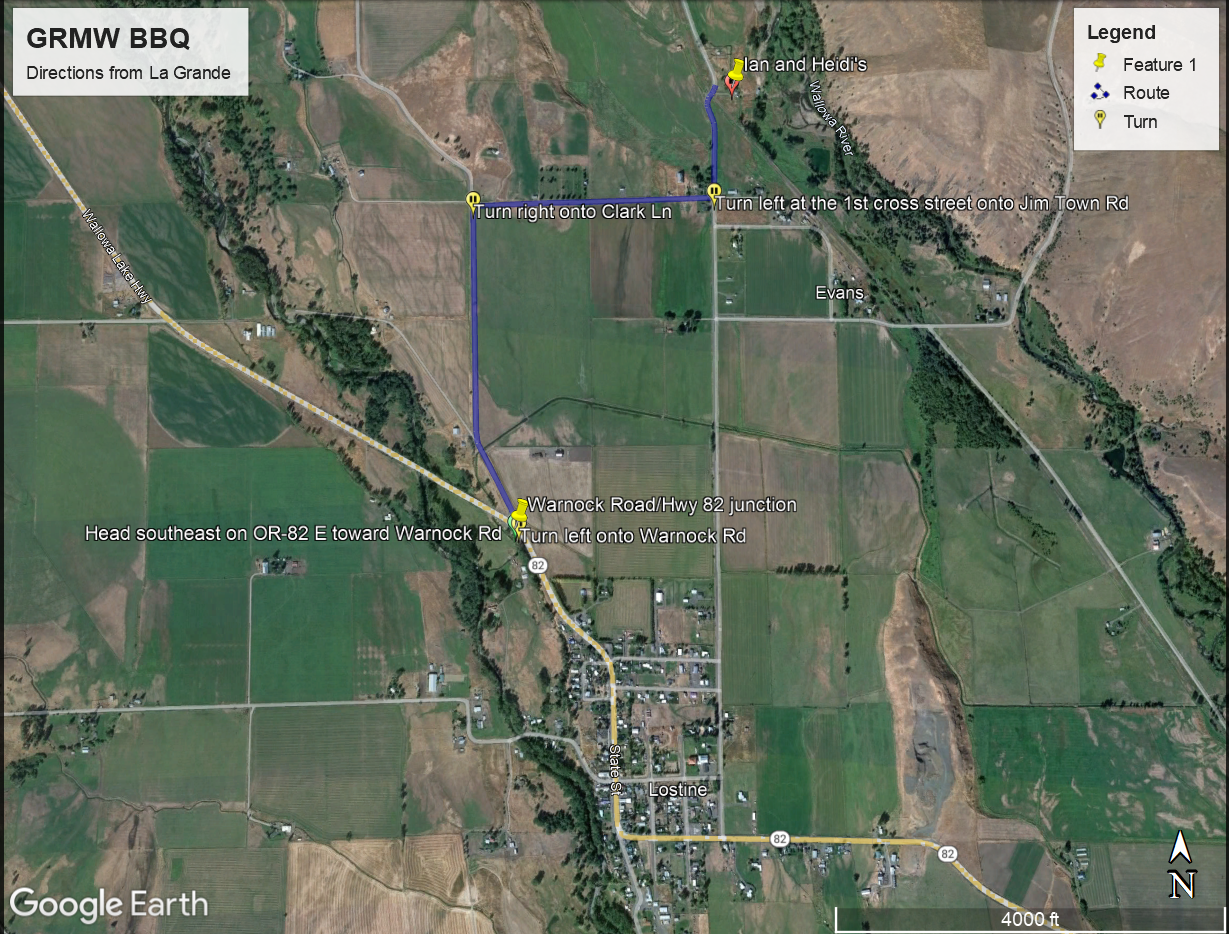 GRMW BBQ
Directions from La Grande
Legend
Feature 1
Route
Turn
Ian and Heidi's
Wallowa River
Turn right onto Clark Ln
Turn left at the 1st cross street onto Jim Town Rd
Wallowa Lake Hwy
Evans
Warnock Road/Hwy 82 junction
Head southeast on OR-82 E toward Warnock Rd
Turn left onto Warnock Rd
82
State St
Lostine
82
82
N
Google Earth
4000 ft